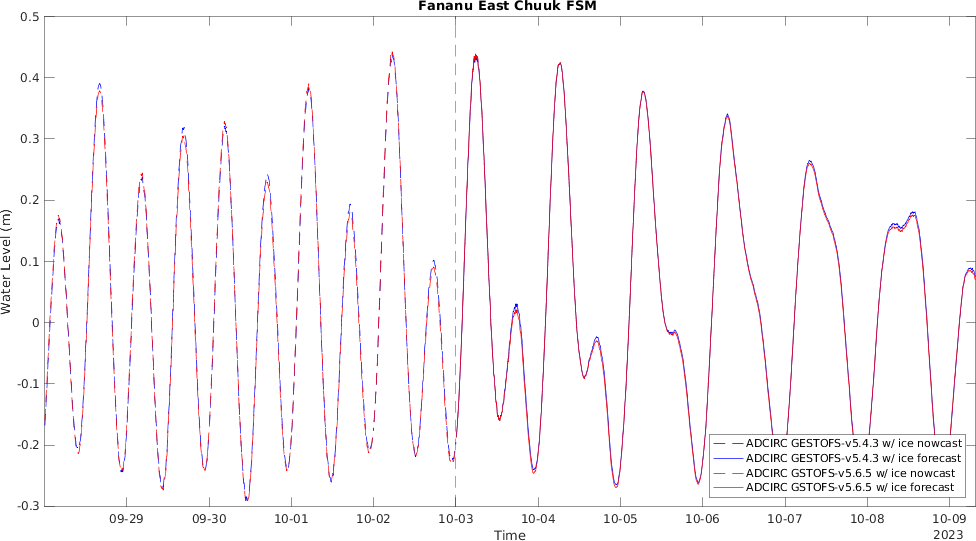 Fananu East Chuuk FSM
0.5
0.4
0.3
0.2
0.1
0
-0.1
-0.2
-0.3
Water Level (m)
ADCIRC GESTOFS-v5.4.3 w/ ice nowcast
ADCIRC GESTOFS-v5.4.3 w/ ice forecast
ADCIRC GSTOFS-v5.6.5 w/ ice nowcast
ADCIRC GSTOFS-v5.6.5 w/ ice forecast
09-29 09-30 10-01 10-02 10-03 10-04 10-05 10-06 10-07 10-08 10-09
2023
Time